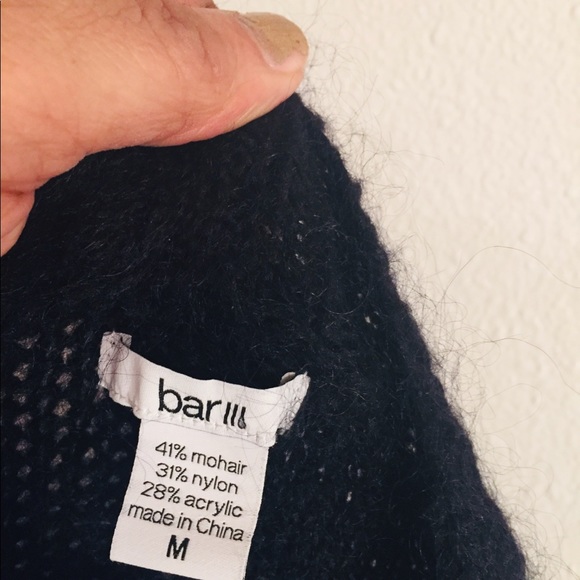 bar III
41% mohair
31% nylon
28% acrylic
made in China
M